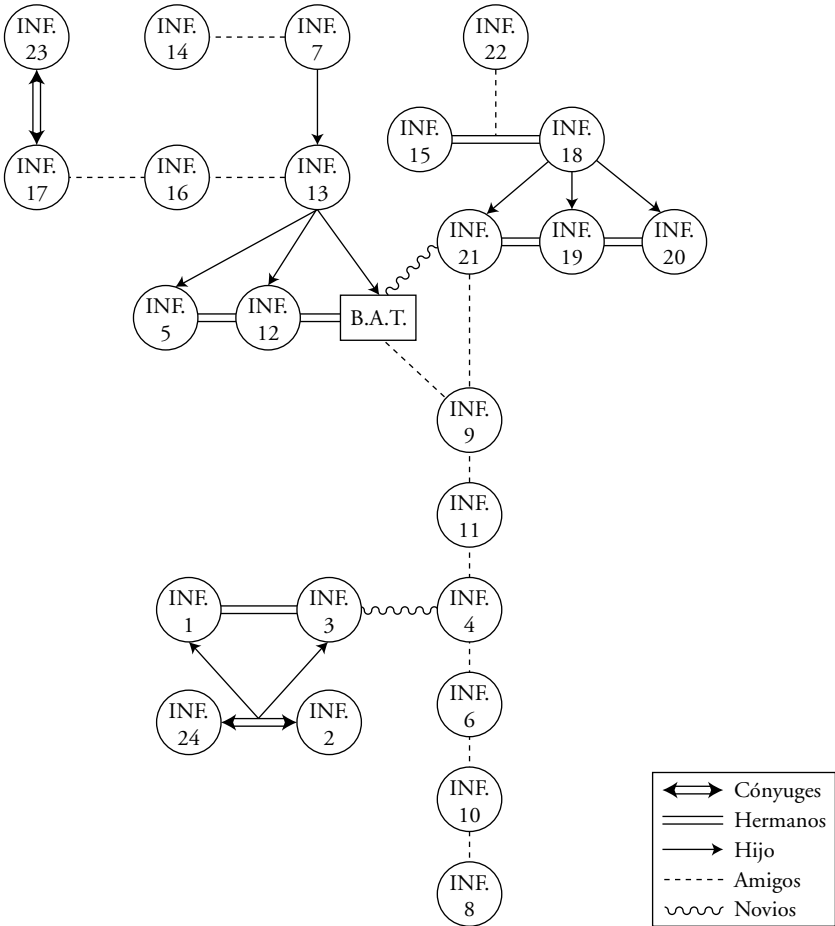 INF.
23
INF.
14
INF.
7
INF.
22
INF.
15
INF.
18
INF.
17
INF.
16
INF.
13
INF.
21
INF.
19
INF.
20
INF.
5
INF.
12
B.A.T.
INF.
9
INF.
11
INF.
1
INF.
3
INF.
4
INF.
6
INF.
24
INF.
2
INF.
10
INF.
8
Cónyuges
Hermanos
Hijo
Amigos
Novios